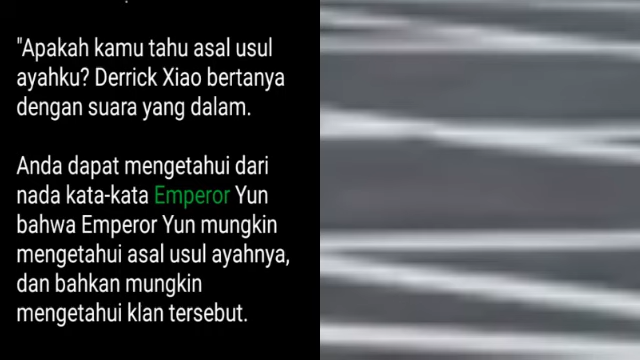 "Apakah kamu tahu asal usul
ayahku? Derrick Xiao bertanya
dengan suara yang dalam.
Anda dapat mengetahui dari
nada kata-kata Emperor Yun
bahwa Emperor Yun mungkin
mengetahui asal usul ayahnya,
dan bahkan mungkin
mengetahui klan tersebut.